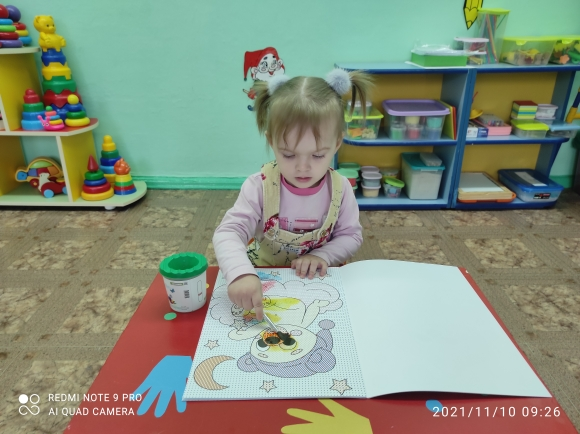 REDMI NOTE 9 PRO
AI QUAD CAMERA
2021/11/10 09:26